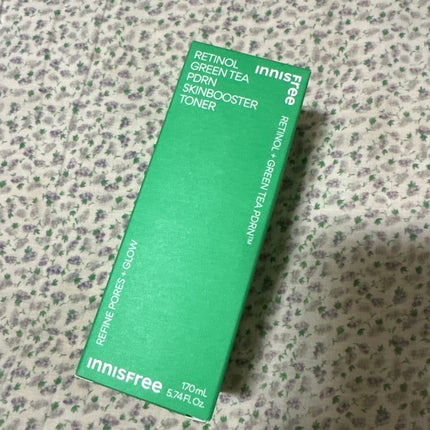 RETINOL
GREEN TEA
PDRN
SKINBOOSTER
TONER
REFINE PORES + GLOW
innisfree
170 mL
5.74 Fl. Oz.
innisfree
RETINOL + GREEN TEA PDRN™